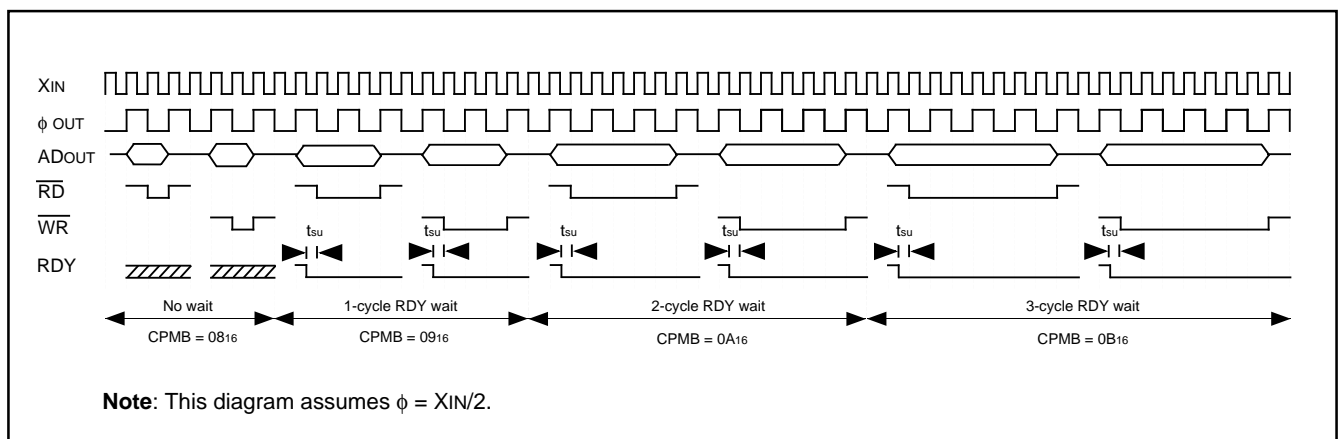 XIN
ϕ OUT
ADOUT
RD
WR
tsu tsu tsu tsu tsu tsu
RDY
No wait 1-cycle RDY wait 2-cycle RDY wait 3-cycle RDY wait
CPMB = 0816 CPMB = 0916 CPMB = 0A16 CPMB = 0B16
Note: This diagram assumes ϕ = XIN/2.